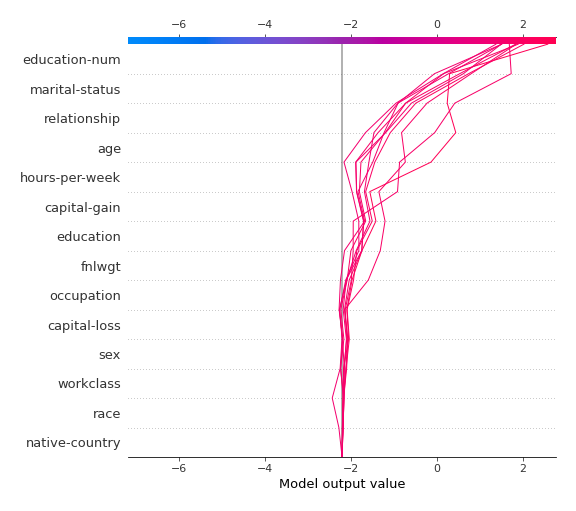 −6 −4 −2 0 2
education-num
marital-status
relationship
age
hours-per-week
capital-gain
education
fnlwgt
occupation
capital-loss
sex
workclass
race
native-country
−6 −4 −2 0 2
Model output value